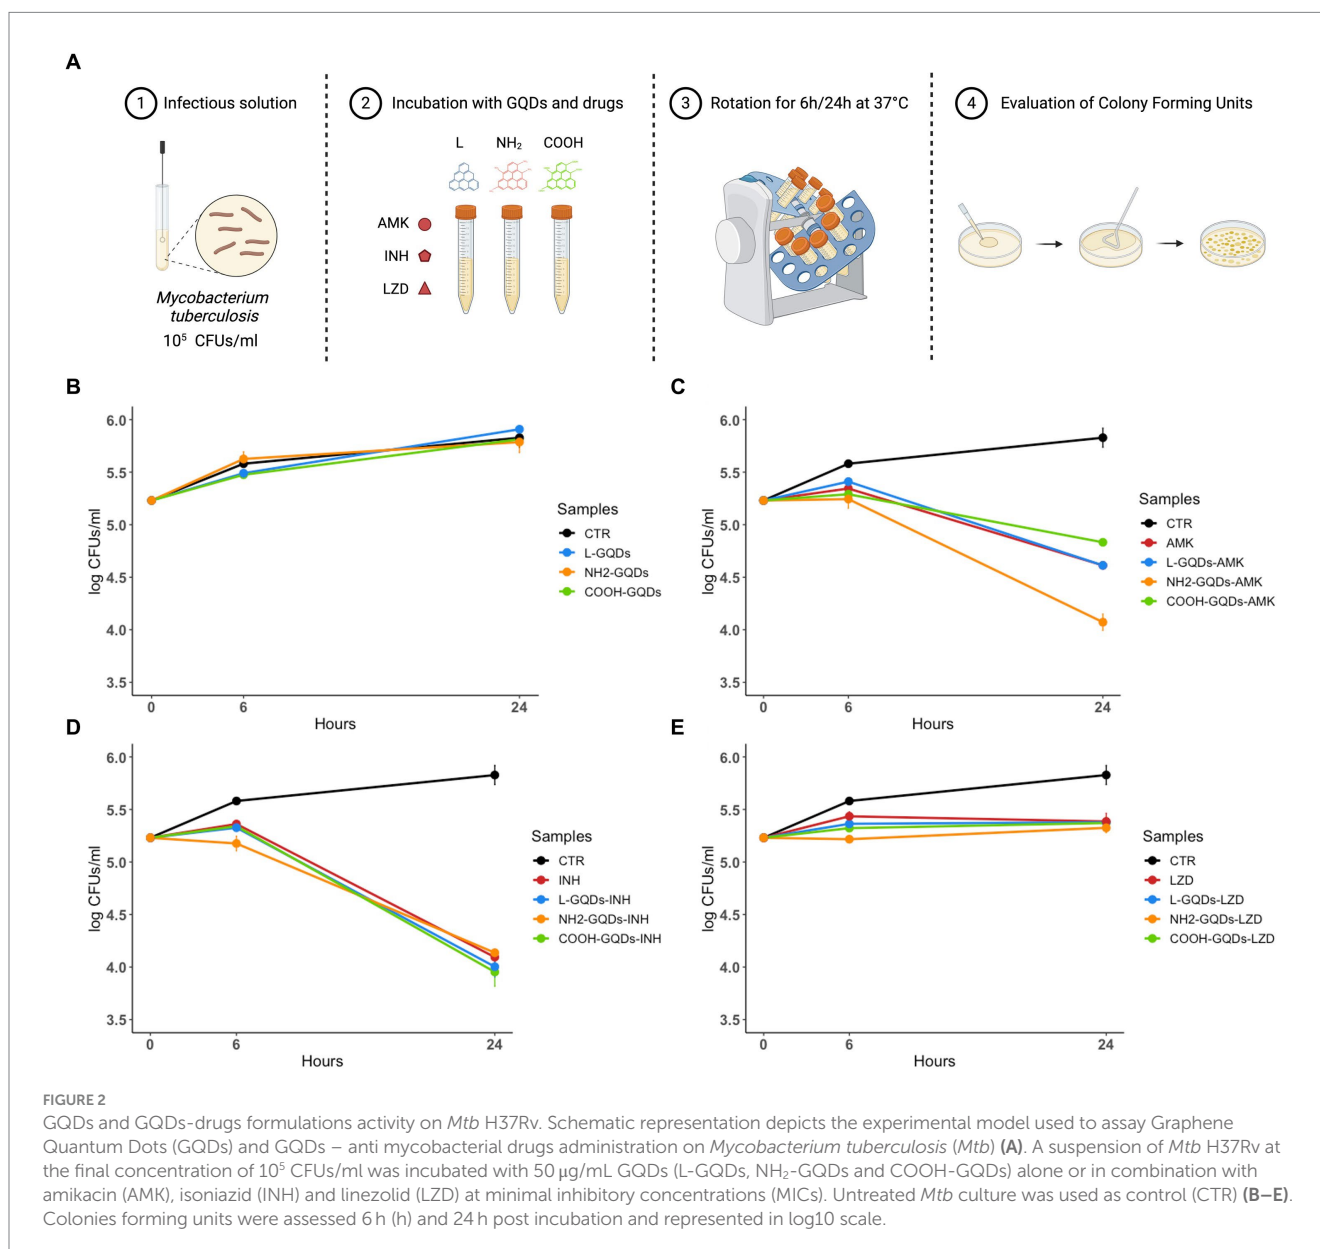 A
1 Infectious solution
2 Incubation with GQDs and drugs
3 Rotation for 6h/24h at 37°C
4 Evaluation of Colony Forming Units
L NH₂ COOH
AMK
INH
LZD
Mycobacterium
tuberculosis
10⁵ CFUs/ml
B
6.0
5.5
5.0
4.5
4.0
3.5
log CFUs/ml
0 6 24
Hours
Samples
CTR
L-GQDs
NH2-GQDs
COOH-GQDs
C
6.0
5.5
5.0
4.5
4.0
3.5
log CFUs/ml
0 6 24
Hours
Samples
CTR
AMK
L-GQDs-AMK
NH2-GQDs-AMK
COOH-GQDs-AMK
D
6.0
5.5
5.0
4.5
4.0
3.5
log CFUs/ml
0 6 24
Hours
Samples
CTR
INH
L-GQDs-INH
NH2-GQDs-INH
COOH-GQDs-INH
E
6.0
5.5
5.0
4.5
4.0
3.5
log CFUs/ml
0 6 24
Hours
Samples
CTR
LZD
L-GQDs-LZD
NH2-GQDs-LZD
COOH-GQDs-LZD
FIGURE 2
GQDs and GQDs-drugs formulations activity on Mtb H37Rv. Schematic representation depicts the experimental model used to assay Graphene
Quantum Dots (GQDs) and GQDs – anti mycobacterial drugs administration on Mycobacterium tuberculosis (Mtb) (A). A suspension of Mtb H37Rv at
the final concentration of 10⁵ CFUs/ml was incubated with 50 μg/mL GQDs (L-GQDs, NH₂-GQDs and COOH-GQDs) alone or in combination with
amikacin (AMK), isoniazid (INH) and linezolid (LZD) at minimal inhibitory concentrations (MICs). Untreated Mtb culture was used as control (CTR) (B–E).
Colonies forming units were assessed 6 h (h) and 24 h post incubation and represented in log10 scale.